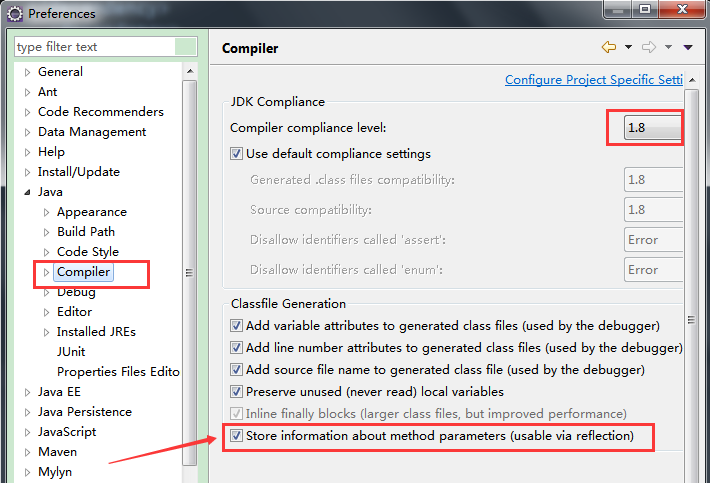 Preferences
type filter text
General
Ant
Code Recommenders
Data Management
Help
Install/Update
Java
Appearance
Build Path
Code Style
Compiler
Debug
Editor
Installed JREs
JUnit
Properties Files Edito
Java EE
Java Persistence
JavaScript
Maven
Mylyn
Compiler
Configure Project Specific Setti
JDK Compliance
Compiler compliance level: 1.8
Use default compliance settings
Generated .class files compatibility: 1.8
Source compatibility: 1.8
Disallow identifiers called 'assert': Error
Disallow identifiers called 'enum': Error
Classfile Generation
Add variable attributes to generated class files (used by the debugger)
Add line number attributes to generated class files (used by the debugger)
Add source file name to generated class file (used by the debugger)
Preserve unused (never read) local variables
Inline finally blocks (larger class files, but improved performance)
Store information about method parameters (usable via reflection)